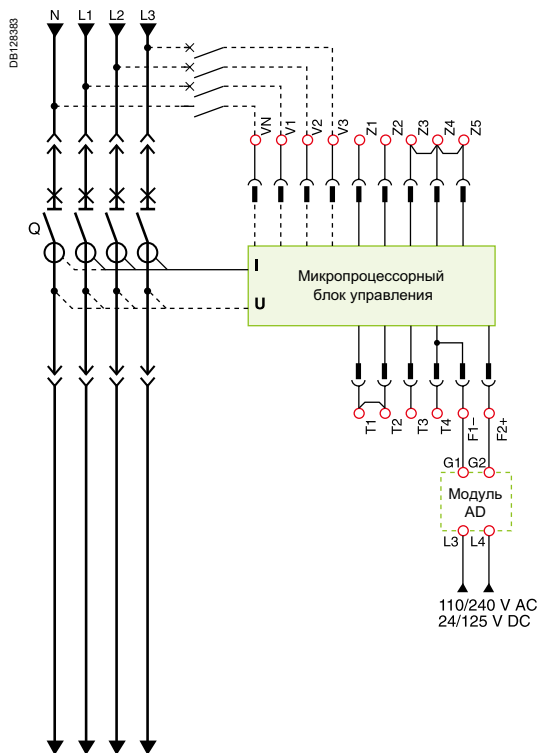 DB128383
N L1 L2 L3
VN V1 V2 V3 Z1 Z2 Z3 Z4 Z5
Q
I
Микропроцессорный
блок управления
U
T1 T2 T3 T4 F1– F2+
G1 G2
Модуль
AD
L3 L4
110/240 V AC
24/125 V DC